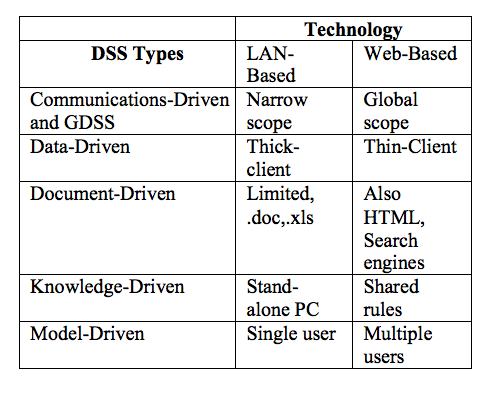 Technology
DSS Types LAN- Web-Based
Based
Communications-Driven Narrow Global
and GDSS scope scope
Data-Driven Thick- Thin-Client
client
Document-Driven Limited, Also
.doc,.xls HTML,
Search
engines
Knowledge-Driven Stand- Shared
alone PC rules
Model-Driven Single user Multiple
users